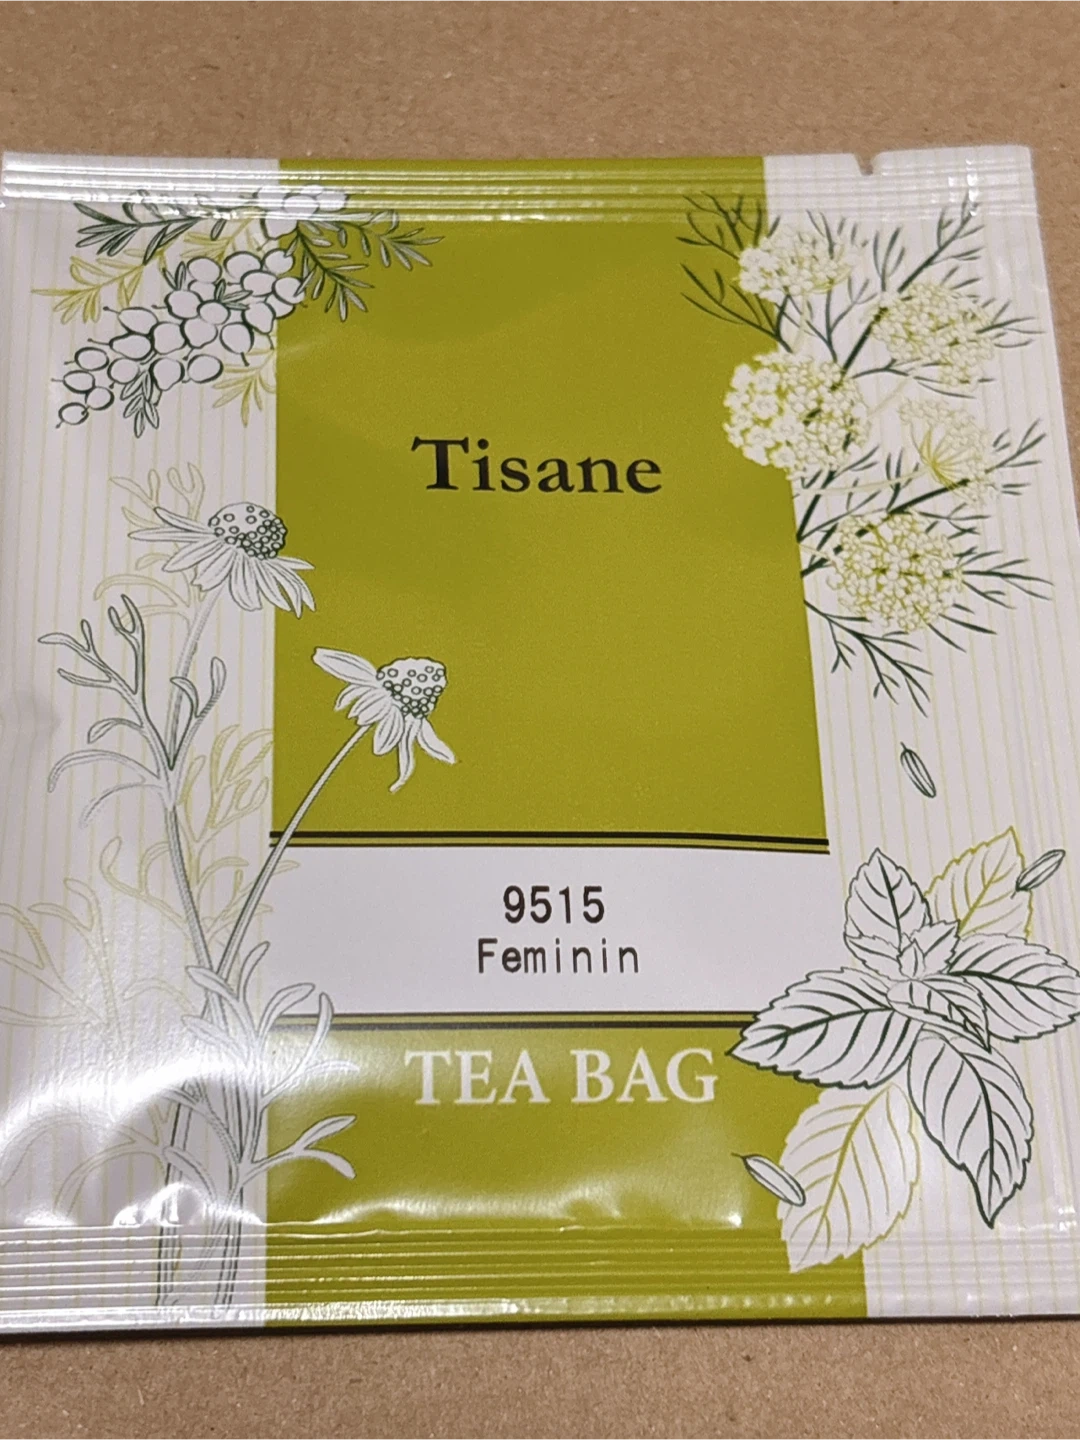 Tisane
9515
Feminin
TEA BAG